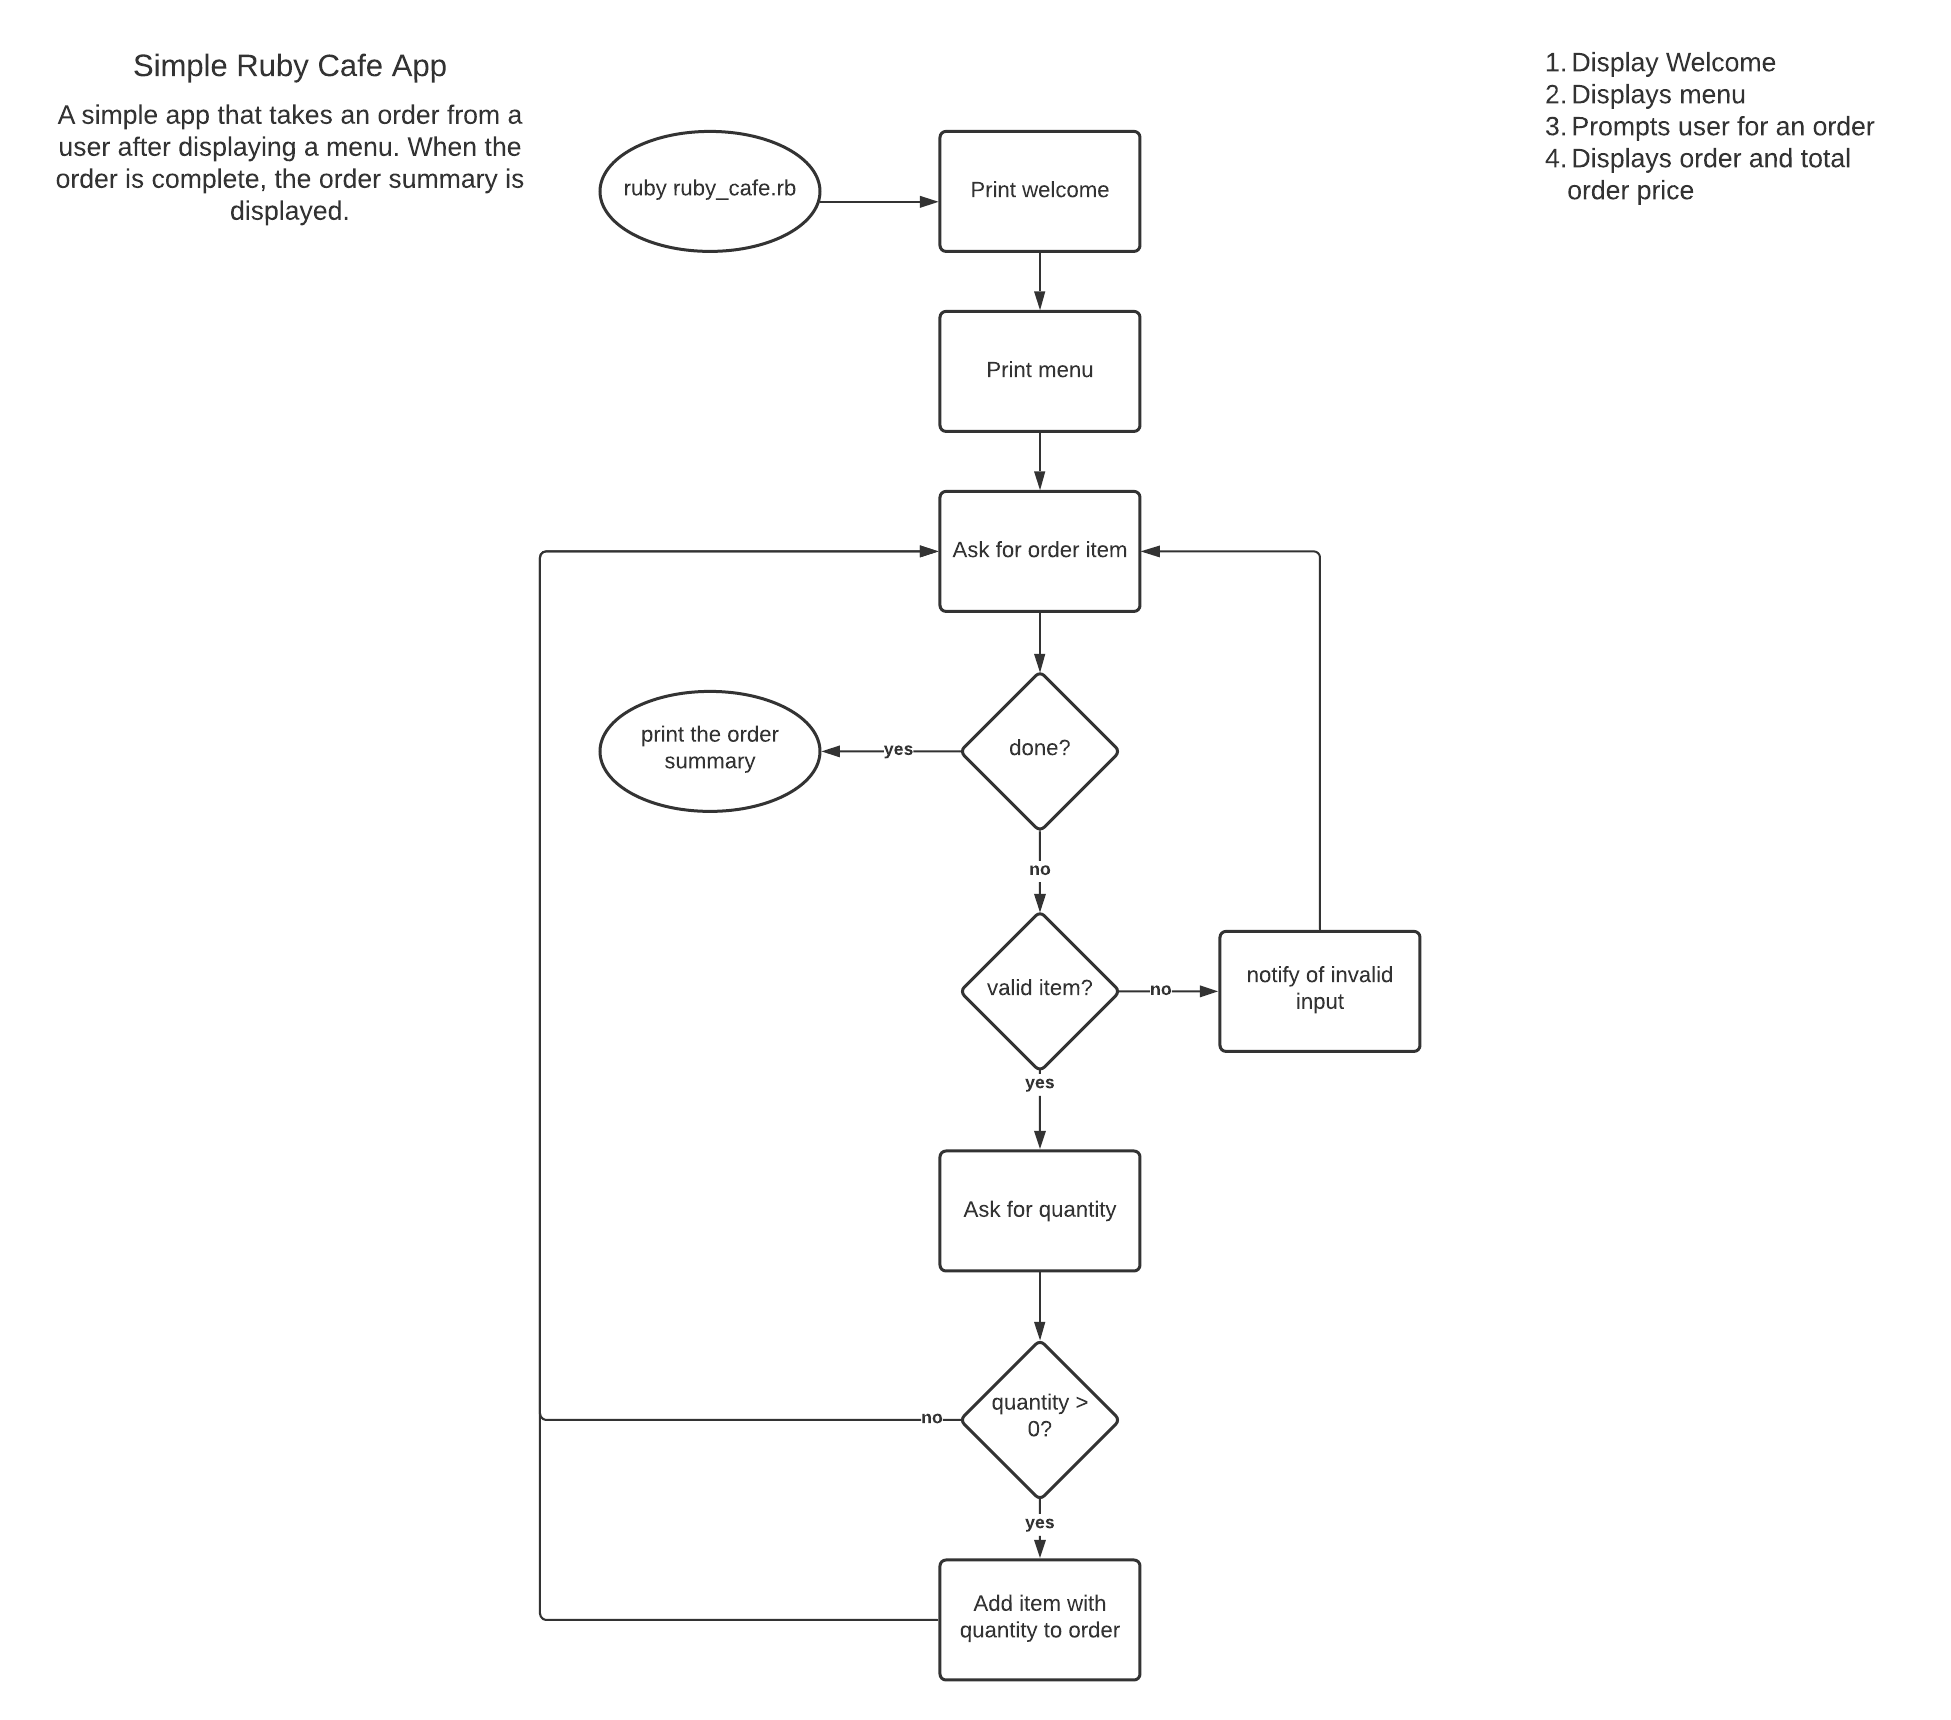 Simple Ruby Cafe App
A simple app that takes an order from a
user after displaying a menu. When the
order is complete, the order summary is
displayed.
1. Display Welcome
2. Displays menu
3. Prompts user for an order
4. Displays order and total
order price
ruby ruby_cafe.rb
Print welcome
Print menu
Ask for order item
done?
yes
print the order
summary
no
valid item?
no
notify of invalid
input
yes
Ask for quantity
quantity >
0?
no
yes
Add item with
quantity to order